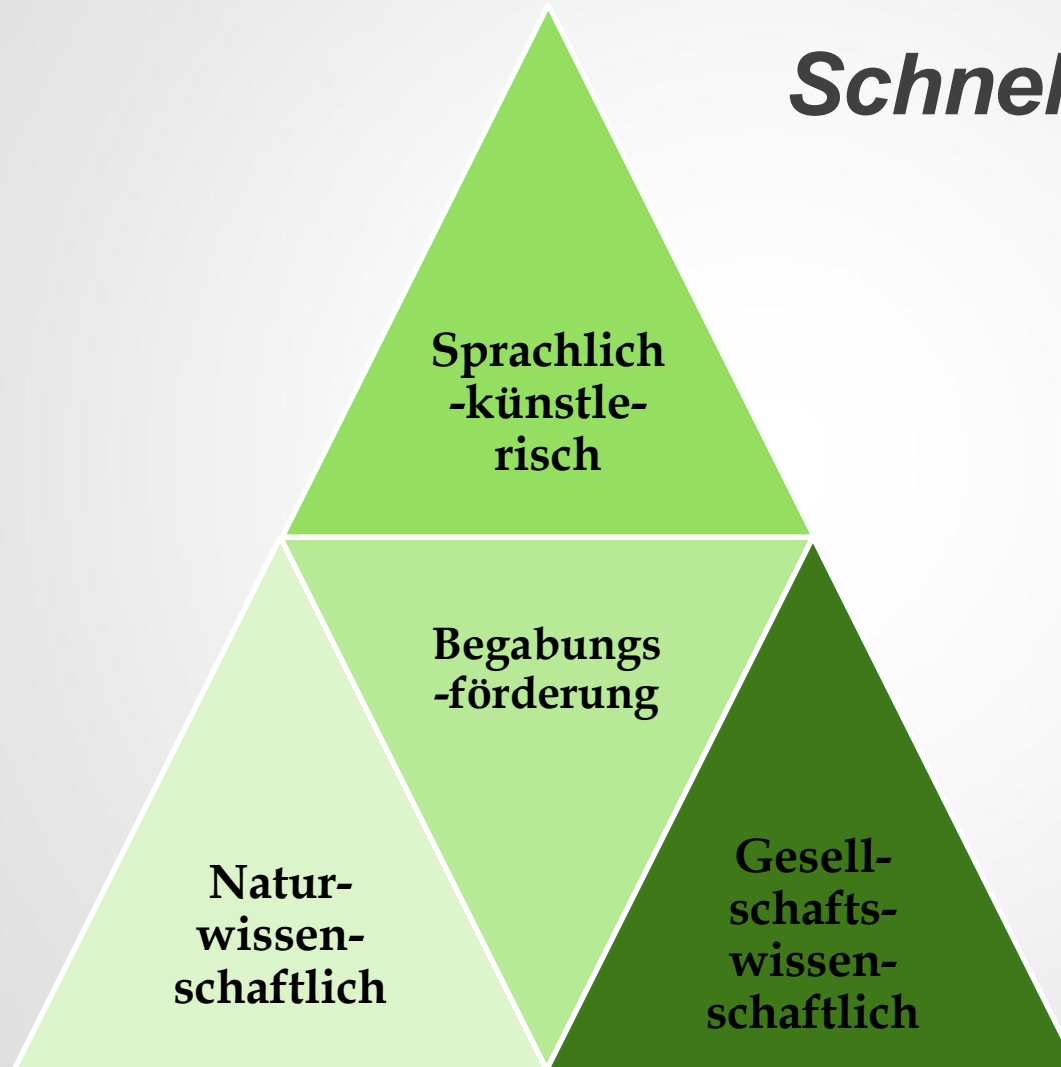 Schnel
Sprachlich
-künstle-
risch
Begabungs
-förderung
Natur-
wissen-
schaftlich
Gesell-
schafts-
wissen-
schaftlich